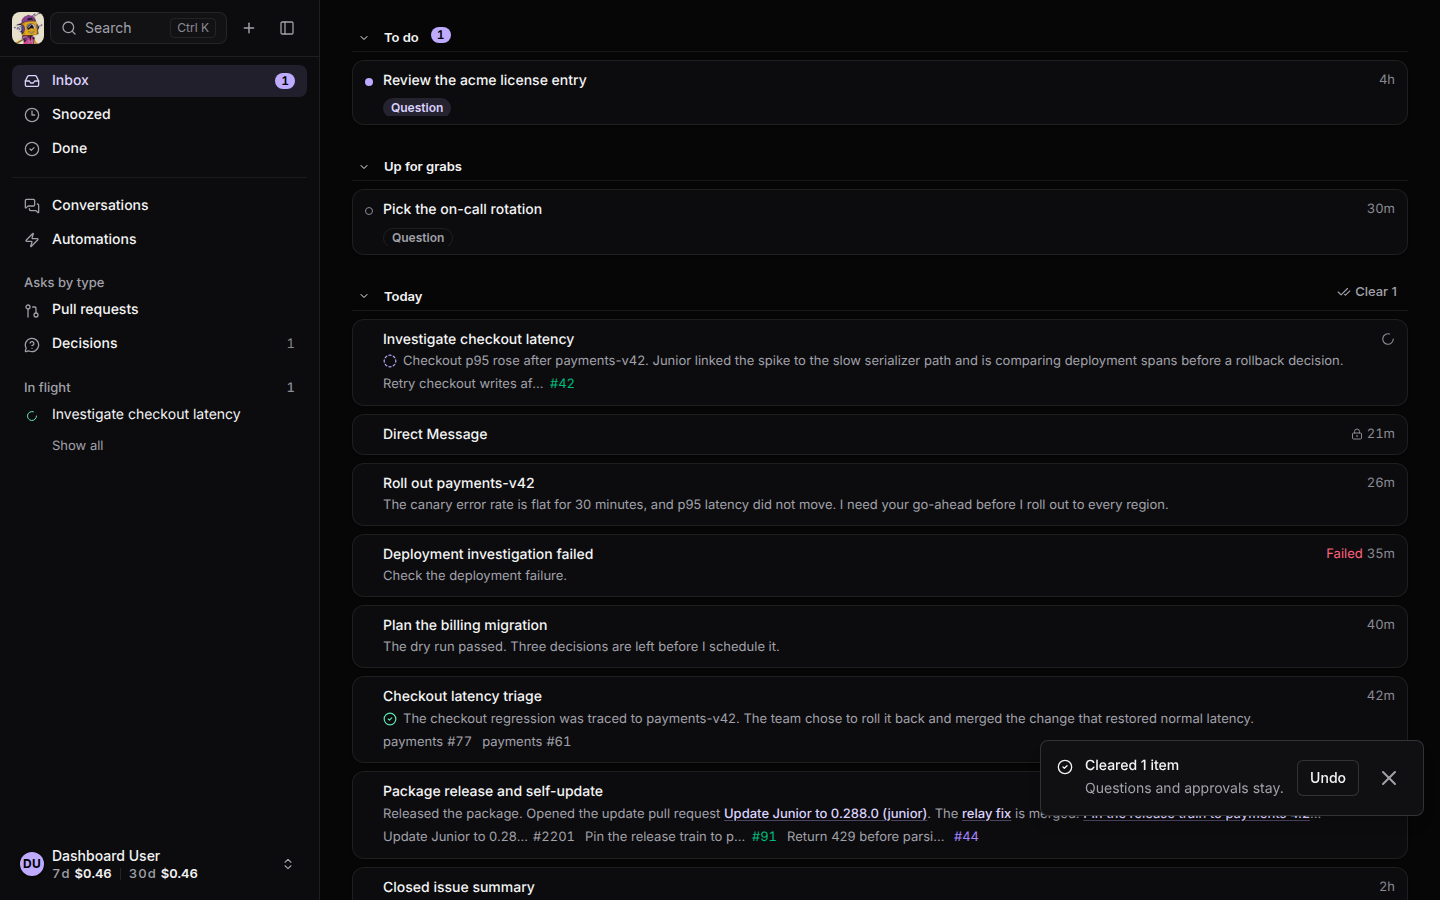 Search
Ctrl K
Inbox
1
Snoozed
Done
Conversations
Automations
Asks by type
Pull requests
Decisions
1
In flight
1
Investigate checkout latency
Show all
DU
Dashboard User
7d $0.46 | 30d $0.46
To do
1
Review the acme license entry
4h
Question
Up for grabs
Pick the on-call rotation
30m
Question
Today
Clear 1
Investigate checkout latency
Checkout p95 rose after payments-v42. Junior linked the spike to the slow serializer path and is comparing deployment spans before a rollback decision.
Retry checkout writes af... #42
Direct Message
21m
Roll out payments-v42
26m
The canary error rate is flat for 30 minutes, and p95 latency did not move. I need your go-ahead before I roll out to every region.
Deployment investigation failed
Failed 35m
Check the deployment failure.
Plan the billing migration
40m
The dry run passed. Three decisions are left before I schedule it.
Checkout latency triage
42m
The checkout regression was traced to payments-v42. The team chose to roll it back and merged the change that restored normal latency.
payments #77 payments #61
Package release and self-update
Released the package. Opened the update pull request Update Junior to 0.288.0 (junior). The relay fix is merged.
Update Junior to 0.28... #2201 Pin the release train to p... #91 Return 429 before parsi... #44
Closed issue summary
2h
Cleared 1 item
Questions and approvals stay.
Undo